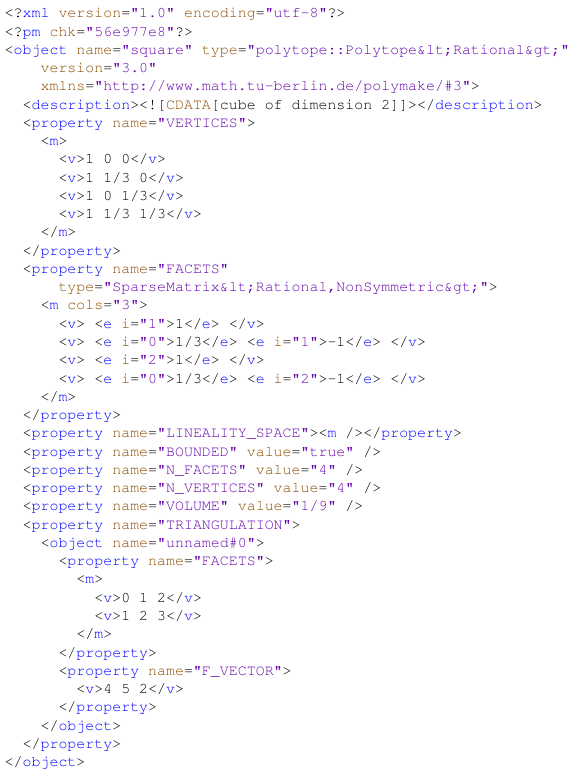 <?xml version="1.0" encoding="utf-8"?>
<?pm chk="56e977e8"?>
<object name="square" type="polytope::Polytope&lt;Rational&gt;"
    version="3.0"
    xmlns="http://www.math.tu-berlin.de/polymake/#3">
  <description><![CDATA[cube of dimension 2]]></description>
  <property name="VERTICES">
    <m>
      <v>1 0 0</v>
      <v>1 1/3 0</v>
      <v>1 0 1/3</v>
      <v>1 1/3 1/3</v>
    </m>
  </property>
  <property name="FACETS"
      type="SparseMatrix&lt;Rational,NonSymmetric&gt;">
    <m cols="3">
      <v> <e i="1">1</e> </v>
      <v> <e i="0">1/3</e> <e i="1">-1</e> </v>
      <v> <e i="2">1</e> </v>
      <v> <e i="0">1/3</e> <e i="2">-1</e> </v>
    </m>
  </property>
  <property name="LINEALITY_SPACE"><m /></property>
  <property name="BOUNDED" value="true" />
  <property name="N_FACETS" value="4" />
  <property name="N_VERTICES" value="4" />
  <property name="VOLUME" value="1/9" />
  <property name="TRIANGULATION">
    <object name="unnamed#0">
      <property name="FACETS">
        <m>
          <v>0 1 2</v>
          <v>1 2 3</v>
        </m>
      </property>
      <property name="F_VECTOR">
        <v>4 5 2</v>
      </property>
    </object>
  </property>
</object>